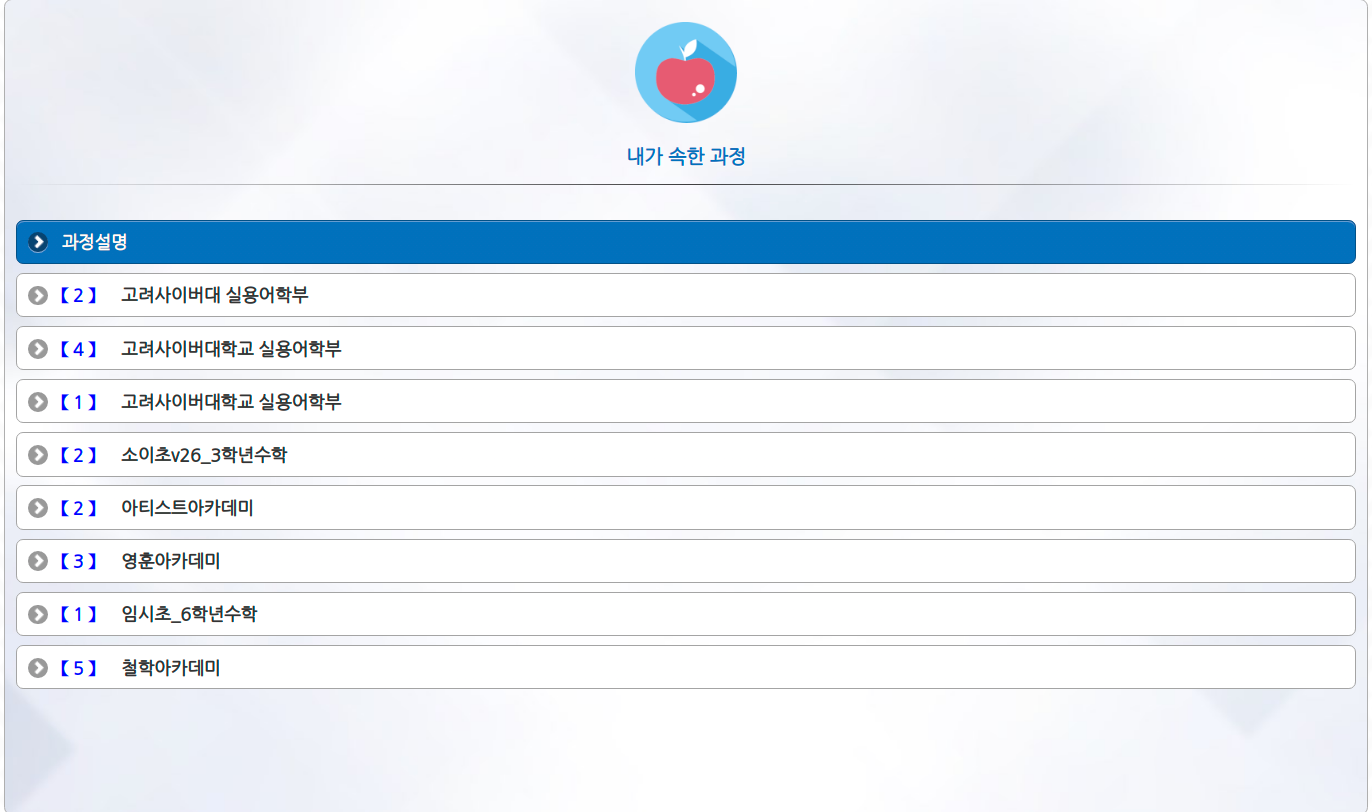 내가 속한 과정
과정설명
【 2 】 고려사이버대 실용어학부
【 4 】 고려사이버대학교 실용어학부
【 1 】 고려사이버대학교 실용어학부
【 2 】 소이초v26_3학년수학
【 2 】 아티스트아카데미
【 3 】 영훈아카데미
【 1 】 임시초_6학년수학
【 5 】 철학아카데미